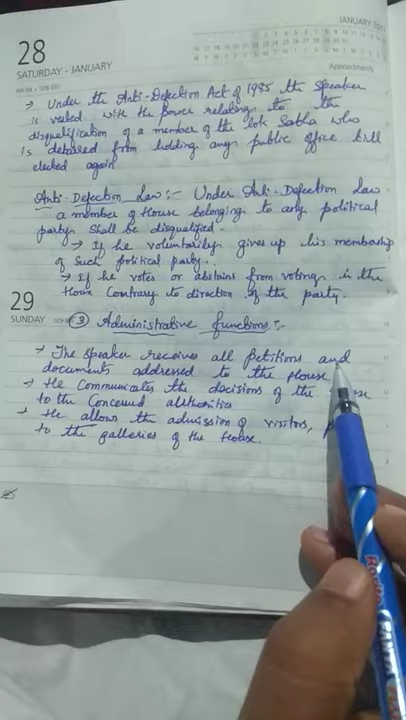 JANUARY
28
SATURDAY - JANUARY
Appointments
→ Under the Anti-Defection Act of 1985 the Speaker
is vested with the Power relating to the
disqualification of a member of the Lok Sabha who
is debarred from holding any public office till
elected again
Anti-Defection Law :- Under Anti-Defection Law
a member of House belonging to any political
party shall be disqualified.
→ If he voluntarily gives up his membership
of such political party.
→ If he votes or abstains from voting in the
House Contrary to direction of the party.
29
SUNDAY
③ Administrative functions :-
→ The Speaker receives all Petitions and
documents addressed to the House
→ He Communicates the decisions of the
to the Concerned authorities
→ He allows the admission of visitors,
to the galleries of the House.